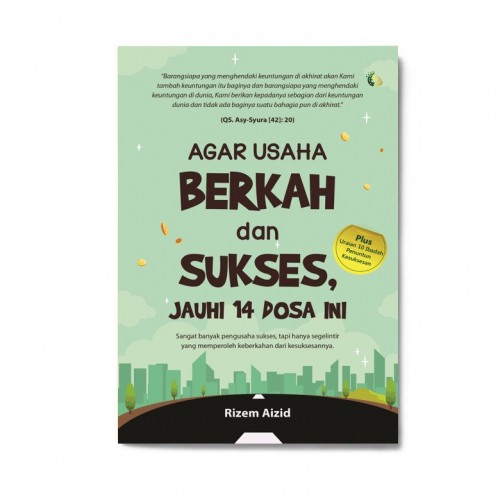 "Barangsiapa yang menghendaki keuntungan di akhirat akan Kami
tambah keuntungan itu baginya dan barangsiapa yang menghendaki
keuntungan di dunia, Kami berikan kepadanya sebagian dari keuntungan
dunia dan tidak ada baginya suatu bahagia pun di akhirat."
(QS. Asy-Syura [42]: 20)
AGAR USAHA
BERKAH
dan
SUKSES,
JAUHI 14 DOSA INI
Plus
Uraian 10 Ibadah
Penuntun
Kesuksesan
Sangat banyak pengusaha sukses, tapi hanya segelintir
yang memperoleh keberkahan dari kesuksesannya.
Rizem Aizid